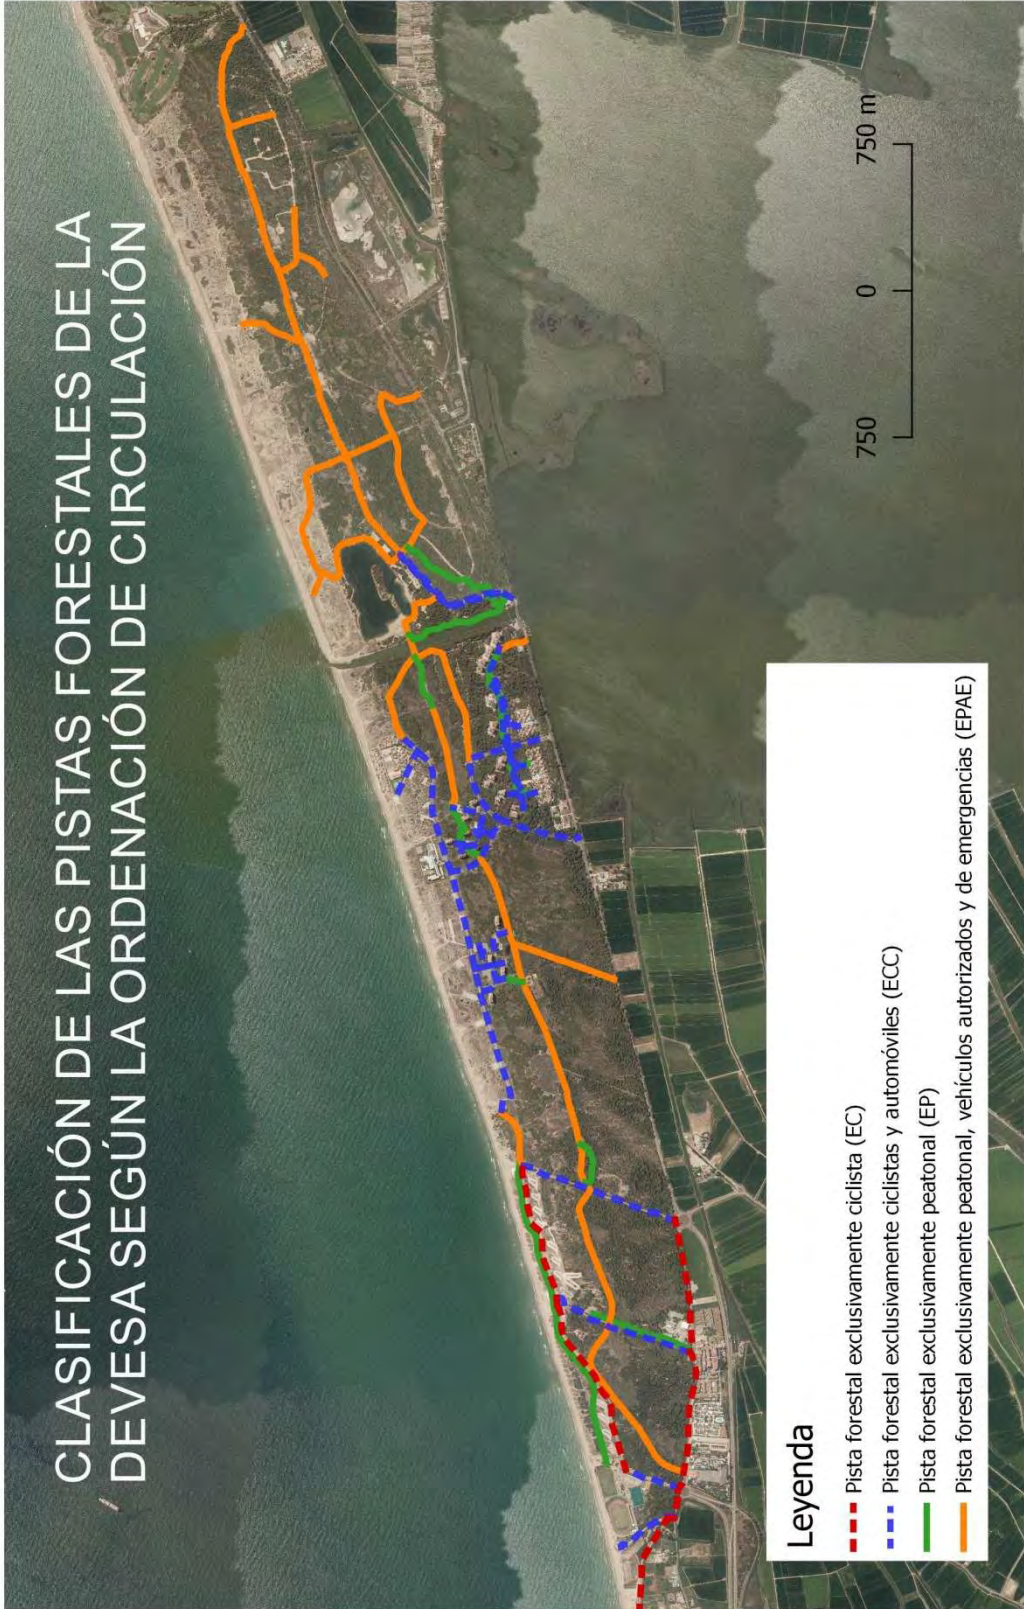 CLASIFICACIÓN DE LAS PISTAS FORESTALES DE LA
DEVESA SEGÚN LA ORDENACIÓN DE CIRCULACIÓN
750 0 750 m
Leyenda
Pista forestal exclusivamente ciclista (EC)
Pista forestal exclusivamente ciclistas y automóviles (ECC)
Pista forestal exclusivamente peatonal (EP)
Pista forestal exclusivamente peatonal, vehículos autorizados y de emergencias (EPAE)